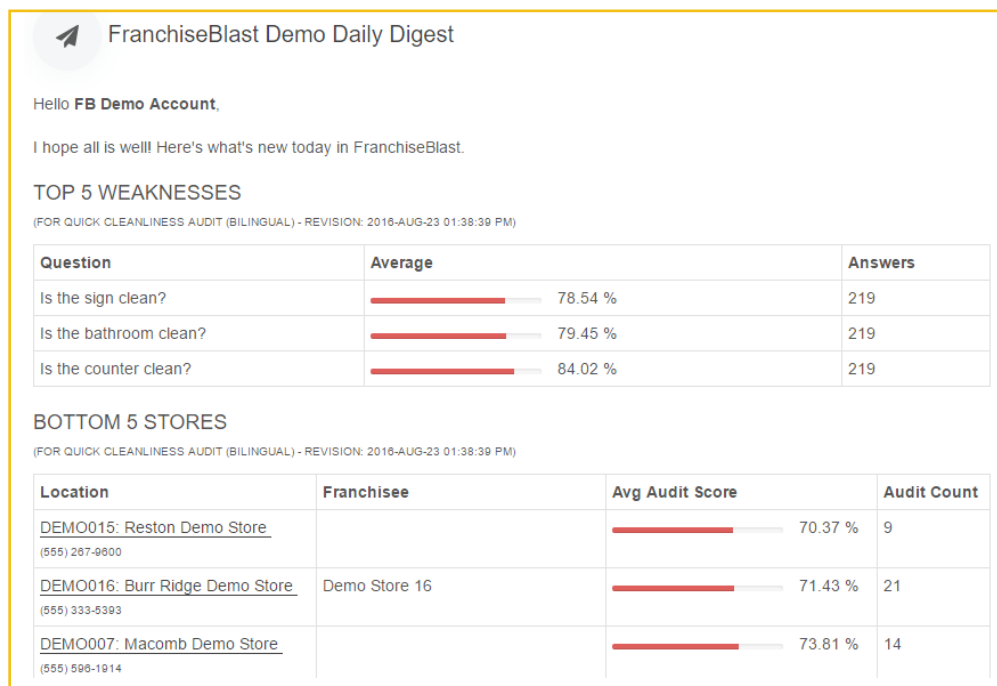 FranchiseBlast Demo Daily Digest
Hello FB Demo Account,
I hope all is well! Here's what's new today in FranchiseBlast.
TOP 5 WEAKNESSES
(FOR QUICK CLEANLINESS AUDIT (BILINGUAL) - REVISION: 2016-AUG-23 01:38:39 PM)
Question Average Answers
Is the sign clean? 78.54 % 219
Is the bathroom clean? 79.45 % 219
Is the counter clean? 84.02 % 219
BOTTOM 5 STORES
(FOR QUICK CLEANLINESS AUDIT (BILINGUAL) - REVISION: 2016-AUG-23 01:38:39 PM)
Location Franchisee Avg Audit Score Audit Count
DEMO015: Reston Demo Store 70.37 % 9
(555) 267-9600
DEMO016: Burr Ridge Demo Store Demo Store 16 71.43 % 21
(555) 333-5393
DEMO007: Macomb Demo Store 73.81 % 14
(555) 596-1914